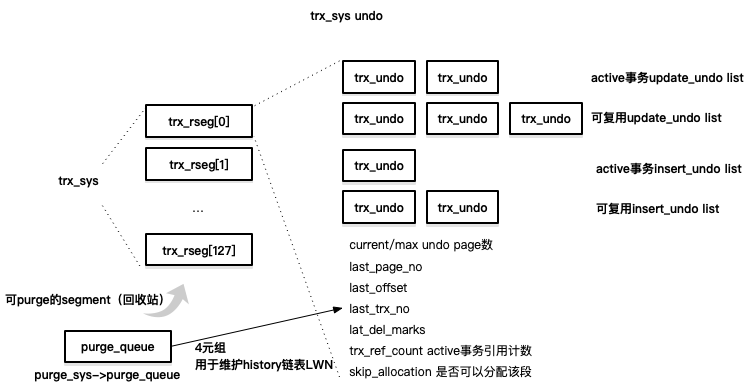 trx_sys undo
trx_undo trx_undo active事务update_undo list
trx_rseg[0] trx_undo trx_undo trx_undo 可复用update_undo list
trx_rseg[1] trx_undo active事务insert_undo list
trx_sys
... trx_undo trx_undo 可复用insert_undo list
trx_rseg[127] current/max undo page数
last_page_no
last_offset
可purge的segment（回收站） last_trx_no
lat_del_marks
purge_queue 4元组 trx_ref_count active事务引用计数
用于维护history链表LWN
purge_sys->purge_queue skip_allocation 是否可以分配该段